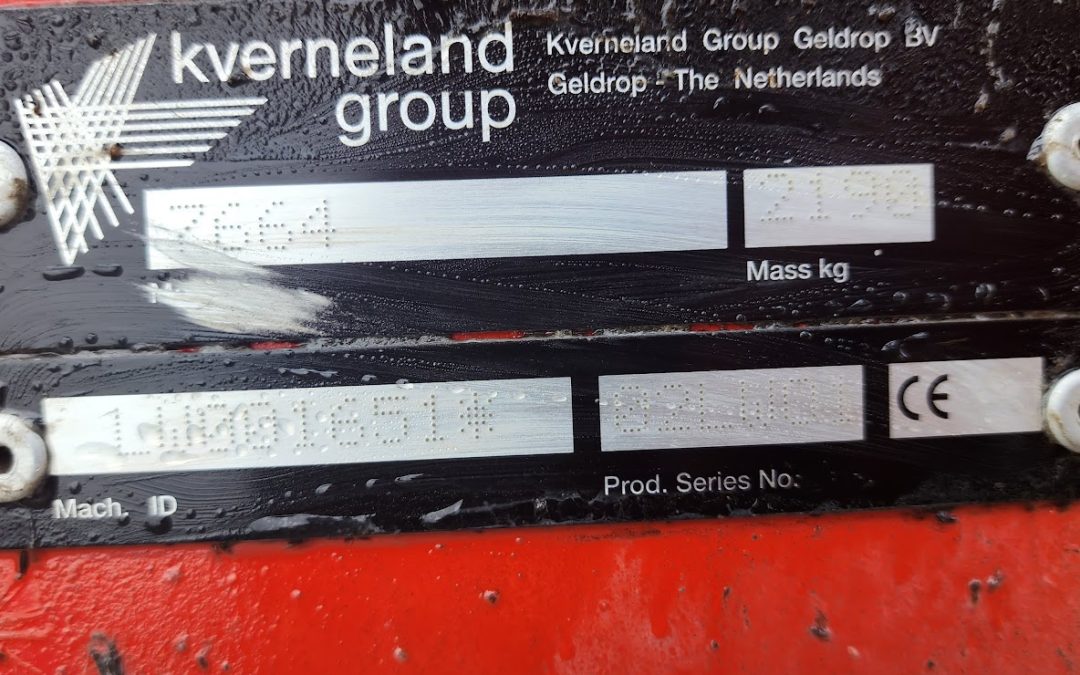 kverneland
group
Kverneland Group Geldrop BV
Geldrop - The Netherlands
7664
Mass kg
CE
Mach. ID
Prod. Series No.